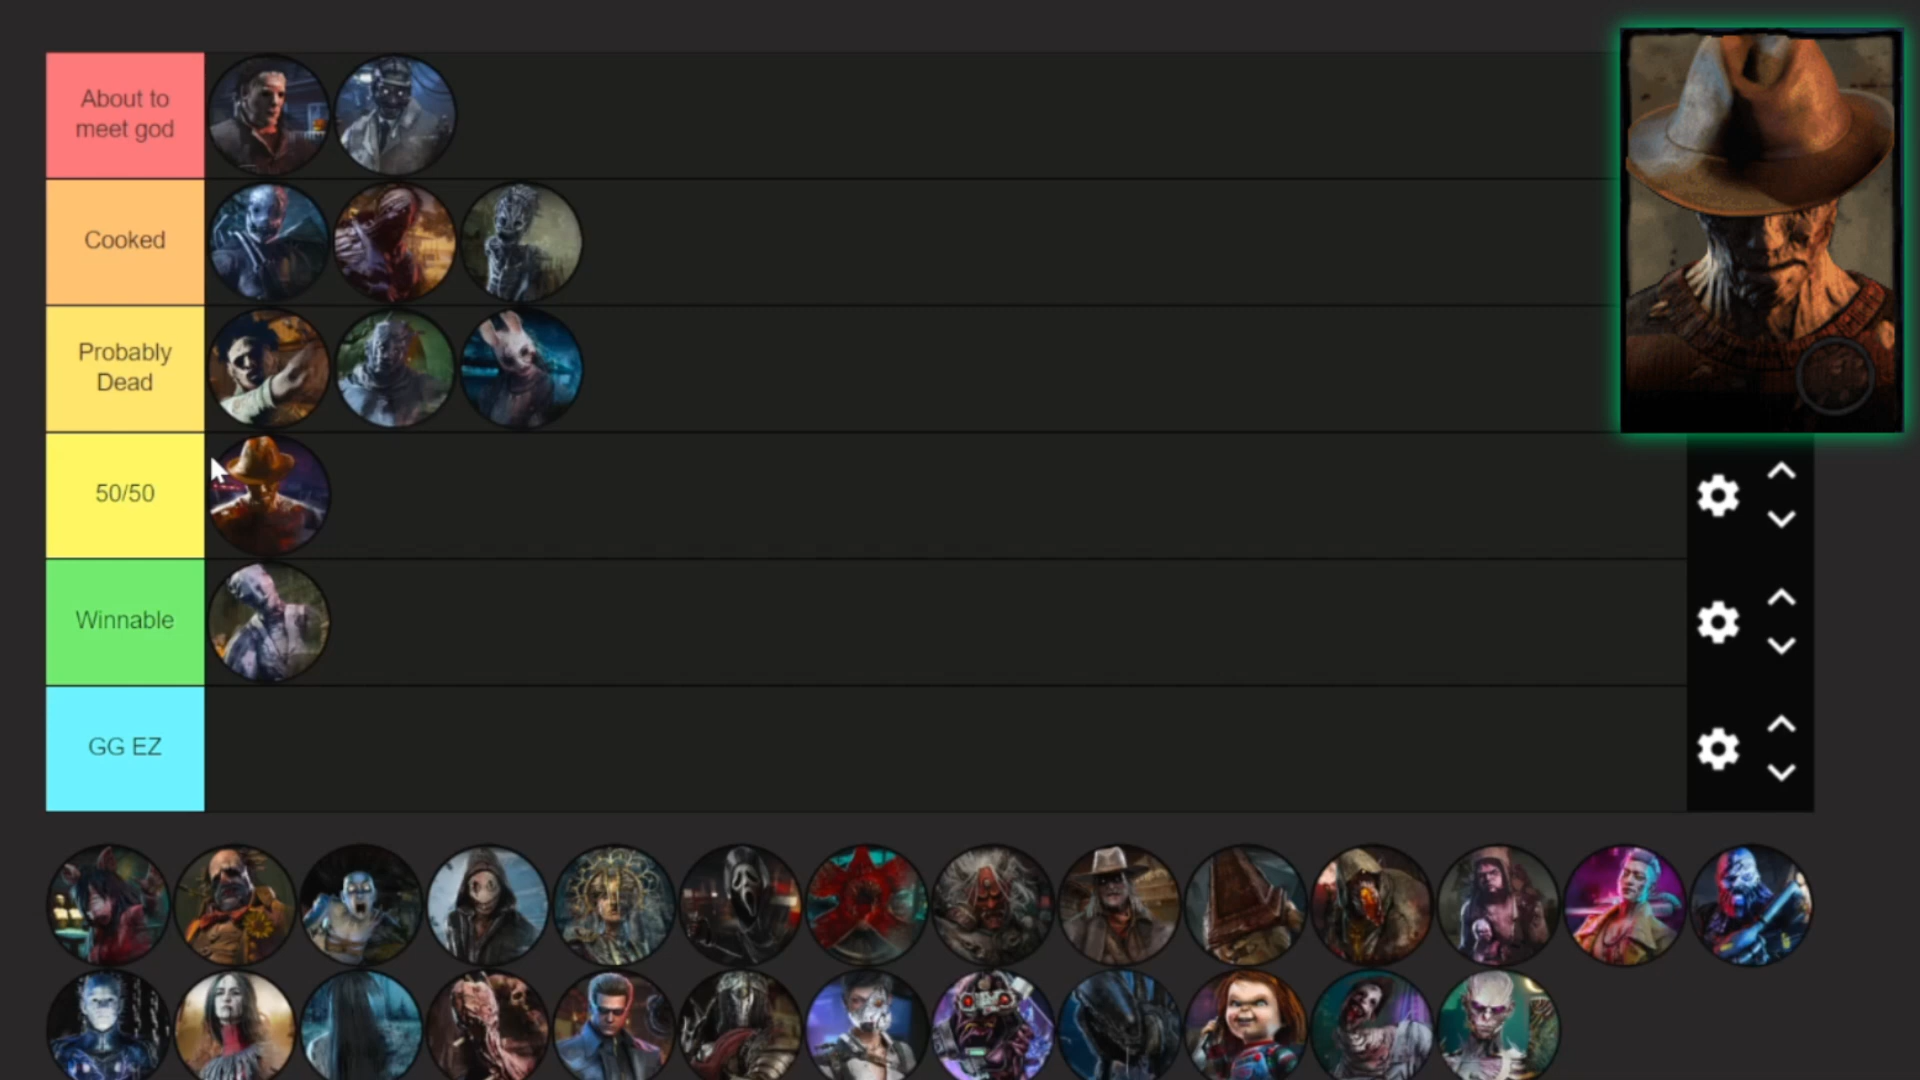 About to
meet god
Cooked
Probably
Dead
50/50
Winnable
GG EZ